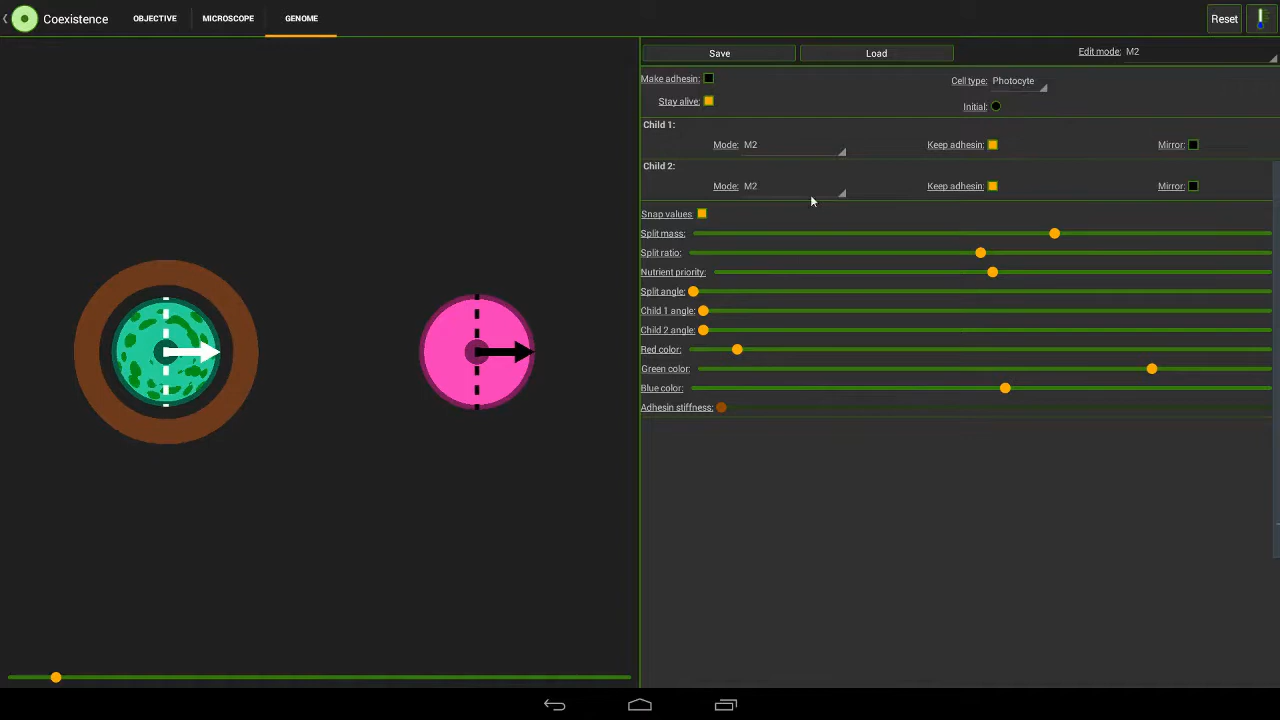 Coexistence OBJECTIVE MICROSCOPE GENOME Reset
Save Load Edit mode: M2
Make adhesin: Cell type: Photocyte
Stay alive: Initial:
Child 1:
Mode: M2 Keep adhesin: Mirror:
Child 2:
Mode: M2 Keep adhesin: Mirror:
Snap values:
Split mass:
Split ratio:
Nutrient priority:
Split angle:
Child 1 angle:
Child 2 angle:
Red color:
Green color:
Blue color:
Adhesin stiffness: